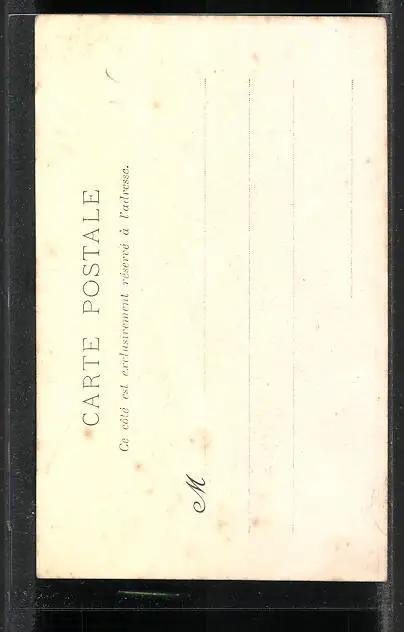 CARTE POSTALE
Ce côté est exclusivement réservé à l'adresse.
M